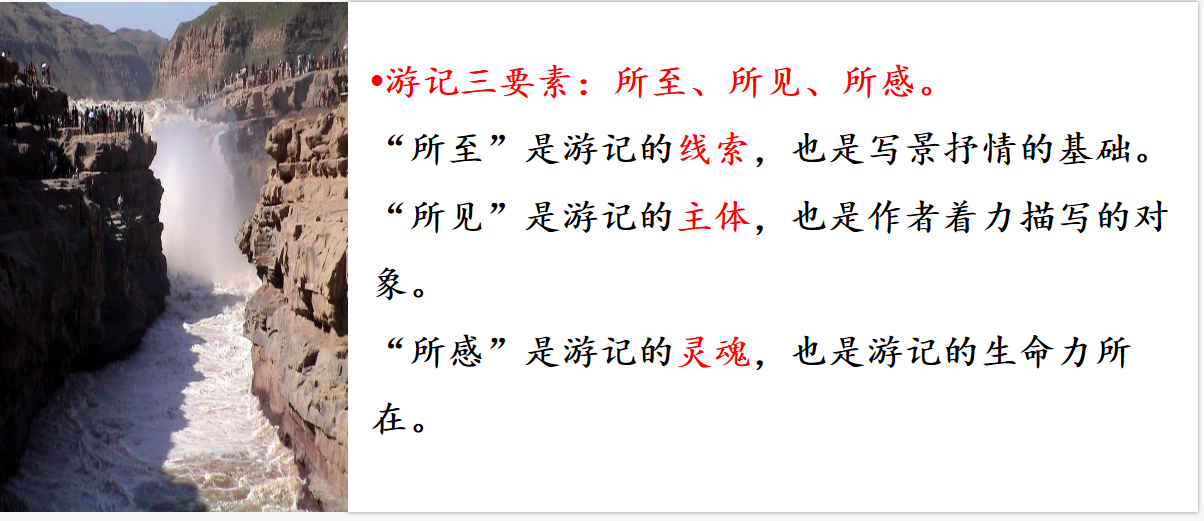 •游记三要素：所至、所见、所感。
“所至”是游记的线索，也是写景抒情的基础。
“所见”是游记的主体，也是作者着力描写的对
象。
“所感”是游记的灵魂，也是游记的生命力所
在。